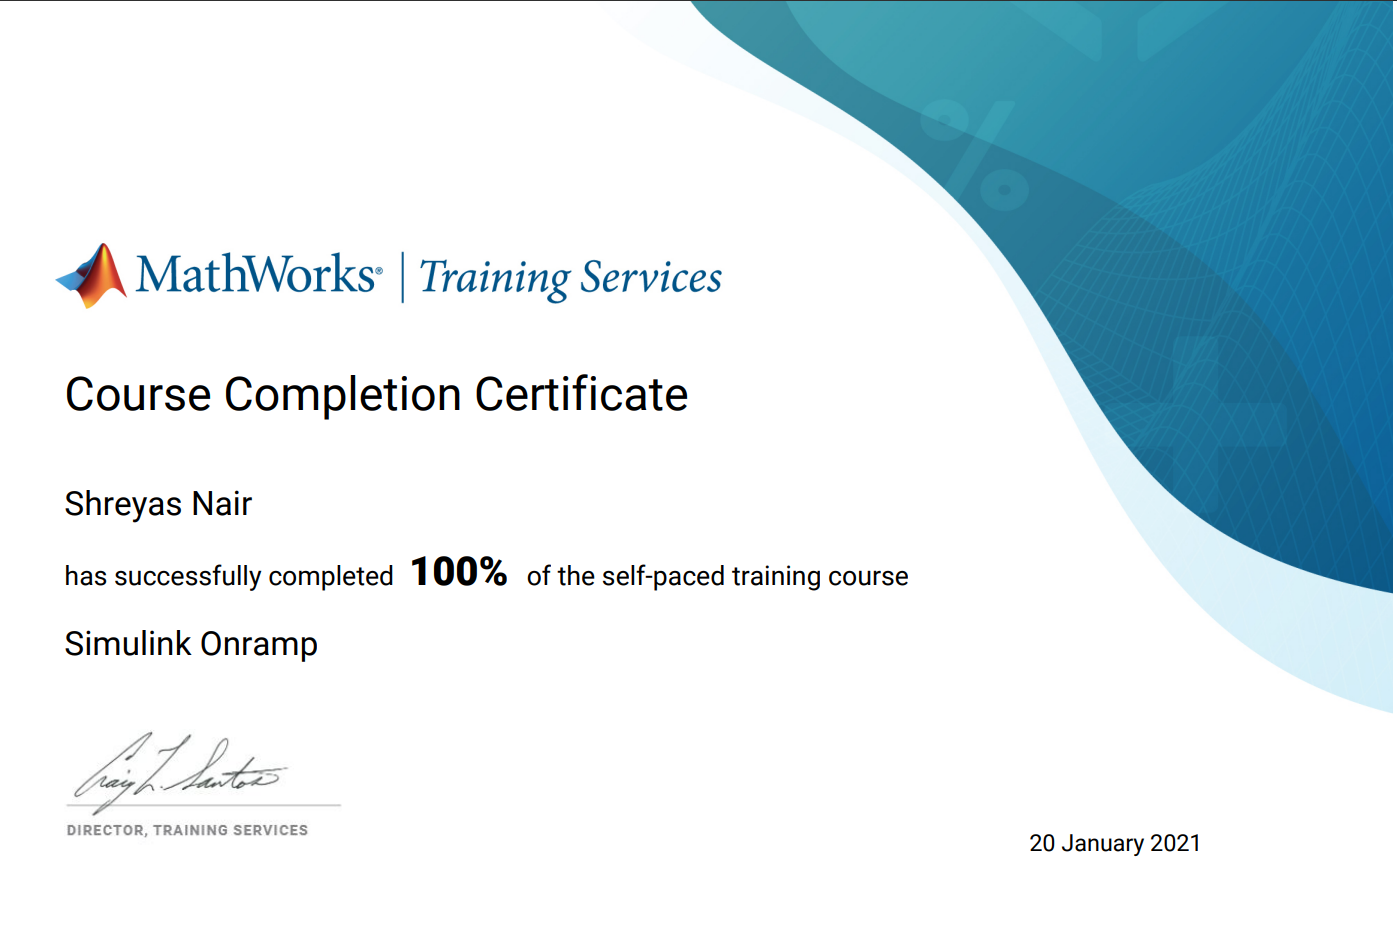 MathWorks® | Training Services
Course Completion Certificate
Shreyas Nair
has successfully completed 100% of the self-paced training course
Simulink Onramp
Craig L. Santos
DIRECTOR, TRAINING SERVICES
20 January 2021